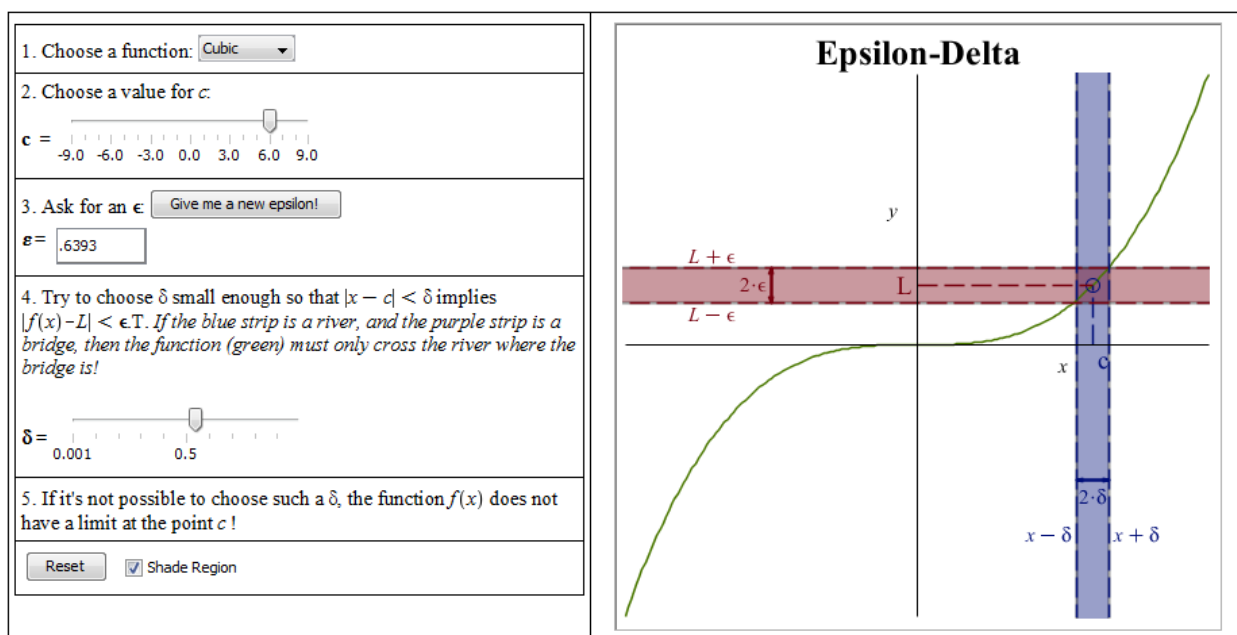 1. Choose a function: Cubic
2. Choose a value for c:
c =
-9.0 -6.0 -3.0 0.0 3.0 6.0 9.0
3. Ask for an ϵ Give me a new epsilon!
ε= .6393
4. Try to choose δ small enough so that |x − c| < δ implies
|f(x) −L| < ϵ.T. If the blue strip is a river, and the purple strip is a
bridge, then the function (green) must only cross the river where the
bridge is!
δ=
0.001 0.5
5. If it's not possible to choose such a δ, the function f(x) does not
have a limit at the point c !
Reset Shade Region
Epsilon-Delta
y
L + ϵ
2·ϵ
L
L − ϵ
x
c
2·δ
x − δ
x + δ